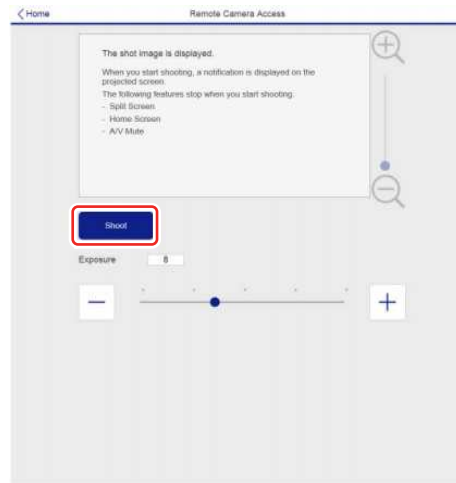 Home
Remote Camera Access
The shot image is displayed.
When you start shooting, a notification is displayed on the
projected screen.
The following features stop when you start shooting.
- Split Screen
- Home Screen
- A/V Mute
Shoot
Exposure 8